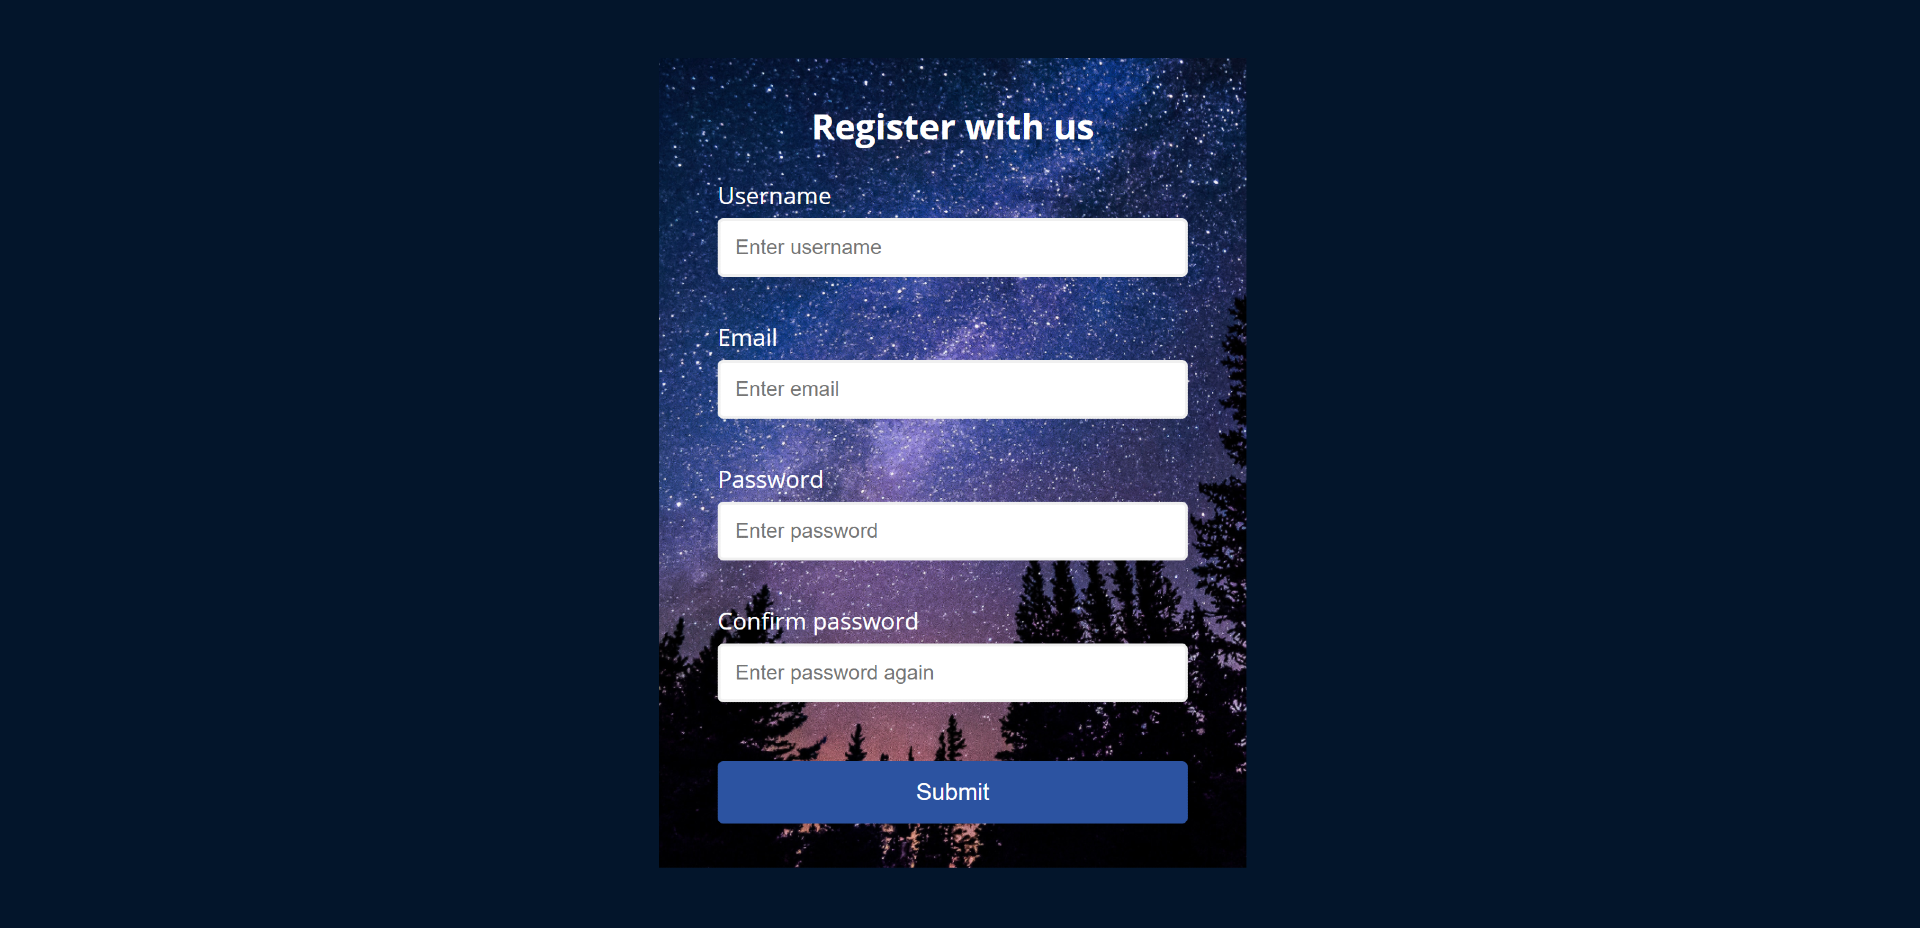 Register with us
Username
Enter username
Email
Enter email
Password
Enter password
Confirm password
Enter password again
Submit